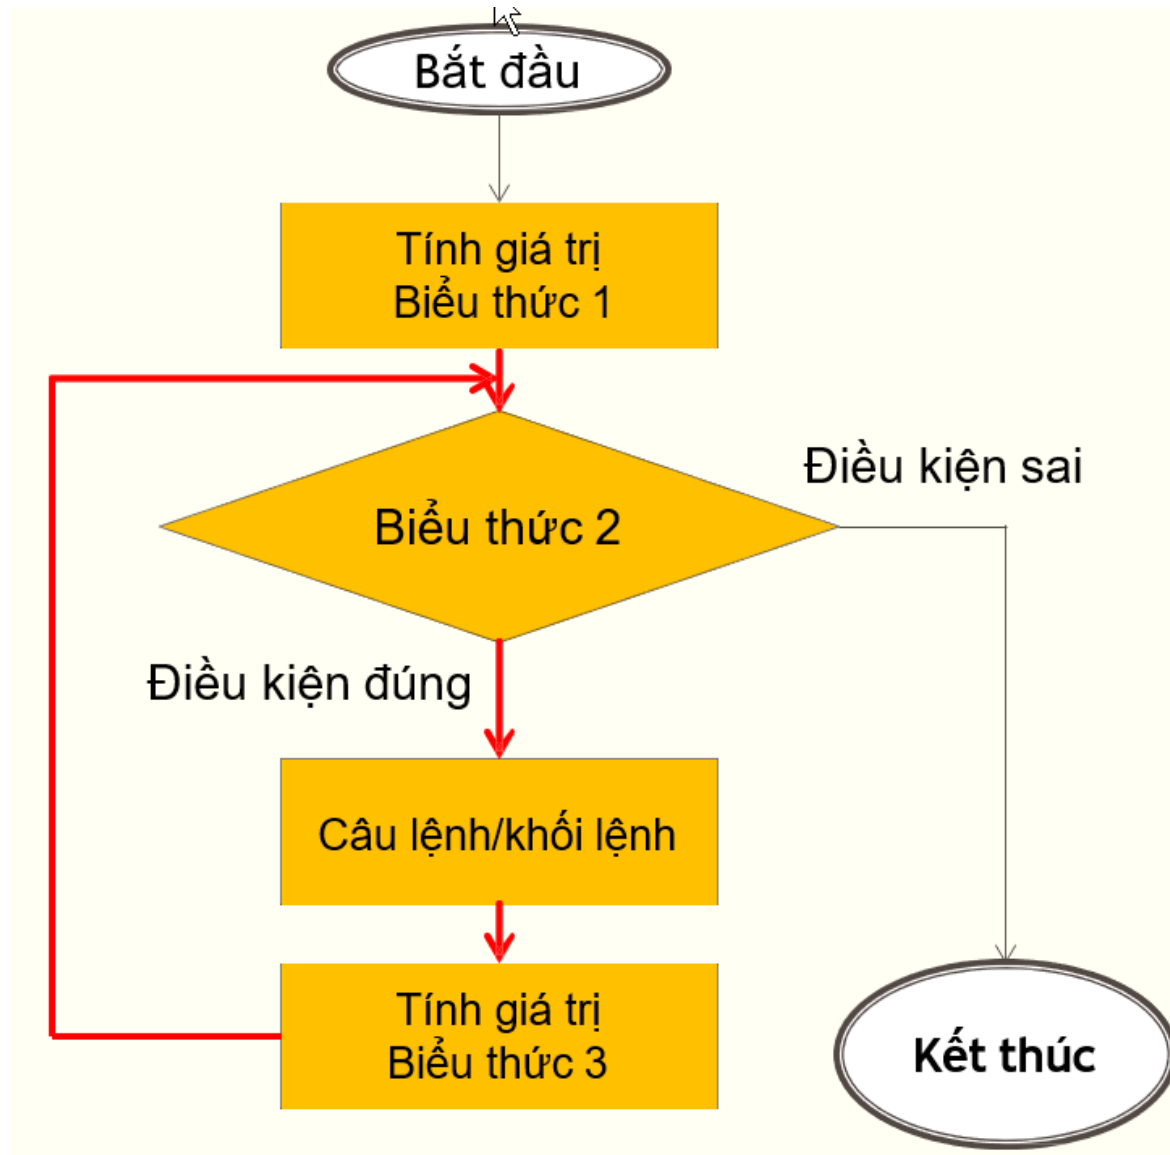 Bắt đầu
Tính giá trị
Biểu thức 1
Điều kiện sai
Biểu thức 2
Điều kiện đúng
Câu lệnh/khối lệnh
Tính giá trị
Biểu thức 3
Kết thúc